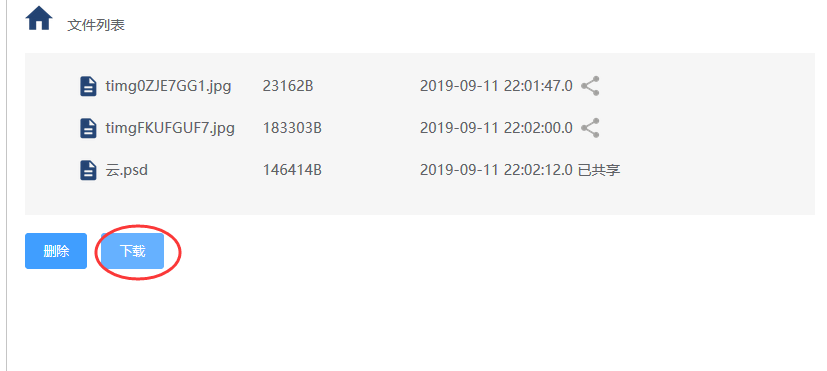 文件列表
timg0ZJE7GG1.jpg 23162B 2019-09-11 22:01:47.0
timgFKUFGUF7.jpg 183303B 2019-09-11 22:02:00.0
云.psd 146414B 2019-09-11 22:02:12.0 已共享
删除 下载